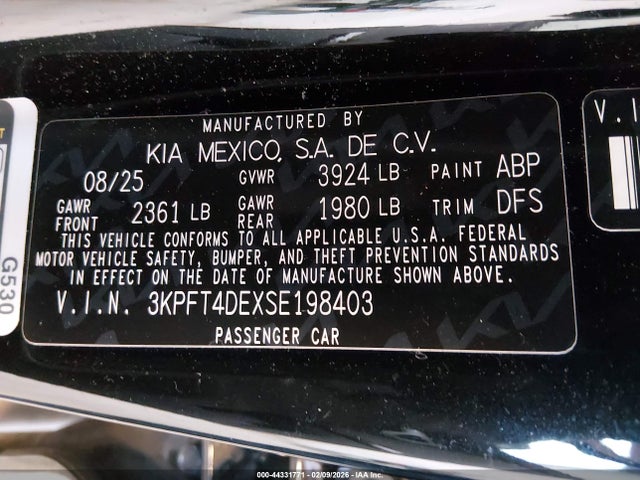 MANUFACTURED BY
KIA MEXICO, S.A. DE C.V.
08/25 GVWR 3924 LB PAINT ABP
GAWR FRONT 2361 LB GAWR REAR 1980 LB TRIM DFS
THIS VEHICLE CONFORMS TO ALL APPLICABLE U.S.A. FEDERAL
MOTOR VEHICLE SAFETY, BUMPER, AND THEFT PREVENTION STANDARDS
IN EFFECT ON THE DATE OF MANUFACTURE SHOWN ABOVE.
V.I.N. 3KPFT4DEXSE198403
PASSENGER CAR
G530
V.I
000-44331771 - 02/09/2026 - IAA Inc.